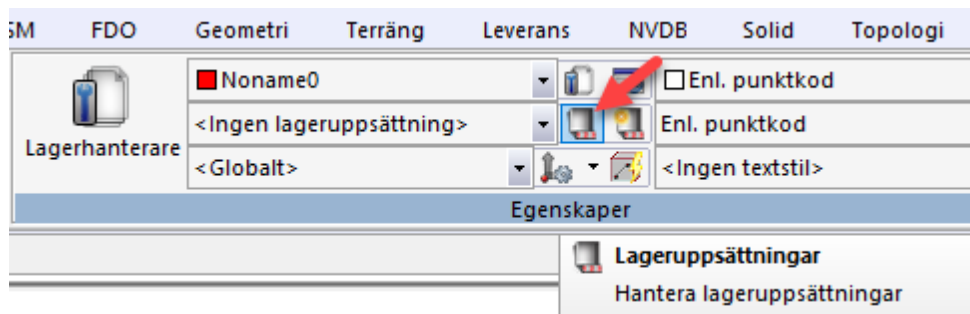 SM FDO Geometri Terräng Leverans NVDB Solid Topologi
Noname0 Enl. punktkod
<Ingen lageruppsättning> Enl. punktkod
Lagerhanterare
<Globalt> <Ingen textstil>
Egenskaper
Lageruppsättningar
Hantera lageruppsättningar